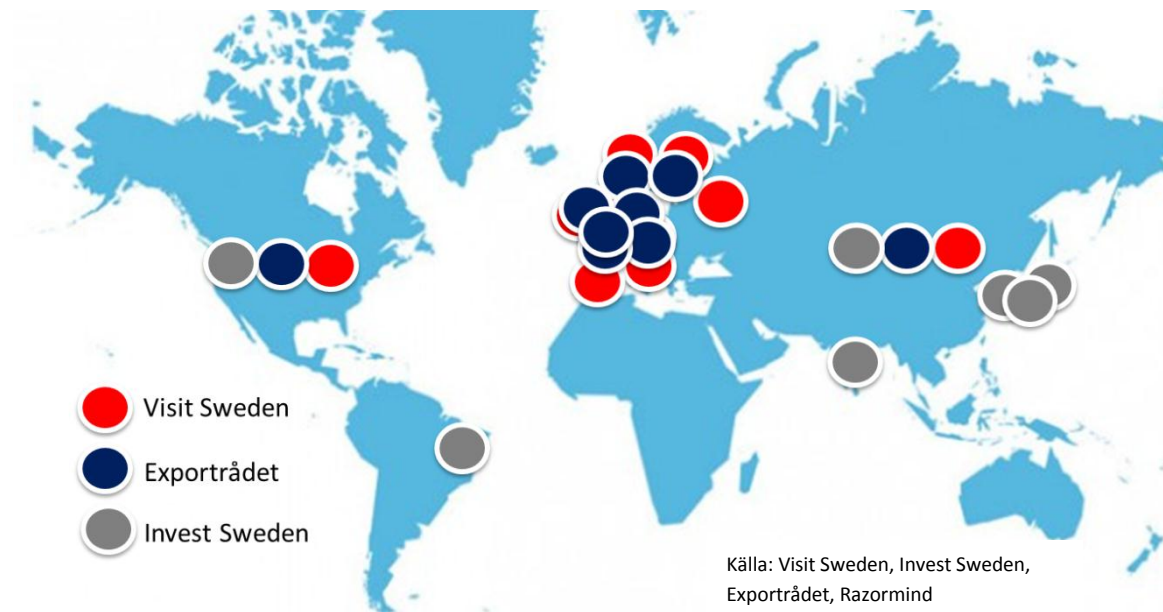 Visit Sweden
Exportrådet
Invest Sweden
Källa: Visit Sweden, Invest Sweden,
Exportrådet, Razormind